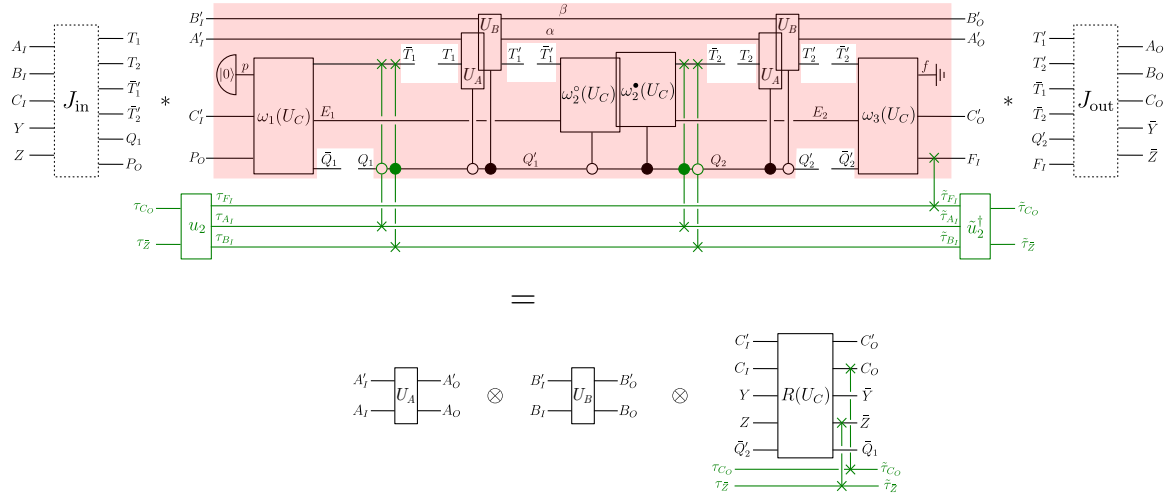 B′_I β B′_O
A′_I α A′_O
U_B U_B
U_A U_A
A_I B_I C_I Y Z
J_in
T_1 T_2 T̄′_1 T̄′_2 Q_1 P_O
*
|0⟩ p T̄_1 T_1 T′_1 T̄′_1 T̄_2 T_2 T′_2 T̄′_2 f
ω_1(U_C) ω_2^∘(U_C) ω_2^•(U_C) ω_3(U_C)
C′_I E_1 E_2 C′_O
P_O Q̄_1 Q_1 Q′_1 Q_2 Q′_2 Q̄′_2 F_I
*
T′_1 T′_2 T̄_1 T̄_2 Q′_2 F_I
J_out
A_O B_O C_O Ȳ Z̄
τ_{C_O} τ_{F_I} τ̃_{F_I} τ̃_{C_O}
u_2 τ_{A_I} τ̃_{A_I} ũ_2^†
τ_{Z̄} τ_{B_I} τ̃_{B_I} τ̃_{Z̄}
=
A′_I A′_O
U_A
A_I A_O
⊗
B′_I B′_O
U_B
B_I B_O
⊗
C′_I C′_O
C_I C_O
Y R(U_C) Ȳ
Z Z̄
Q̄′_2 Q̄_1
τ_{C_O} τ̃_{C_O}
τ_{Z̄} τ̃_{Z̄}